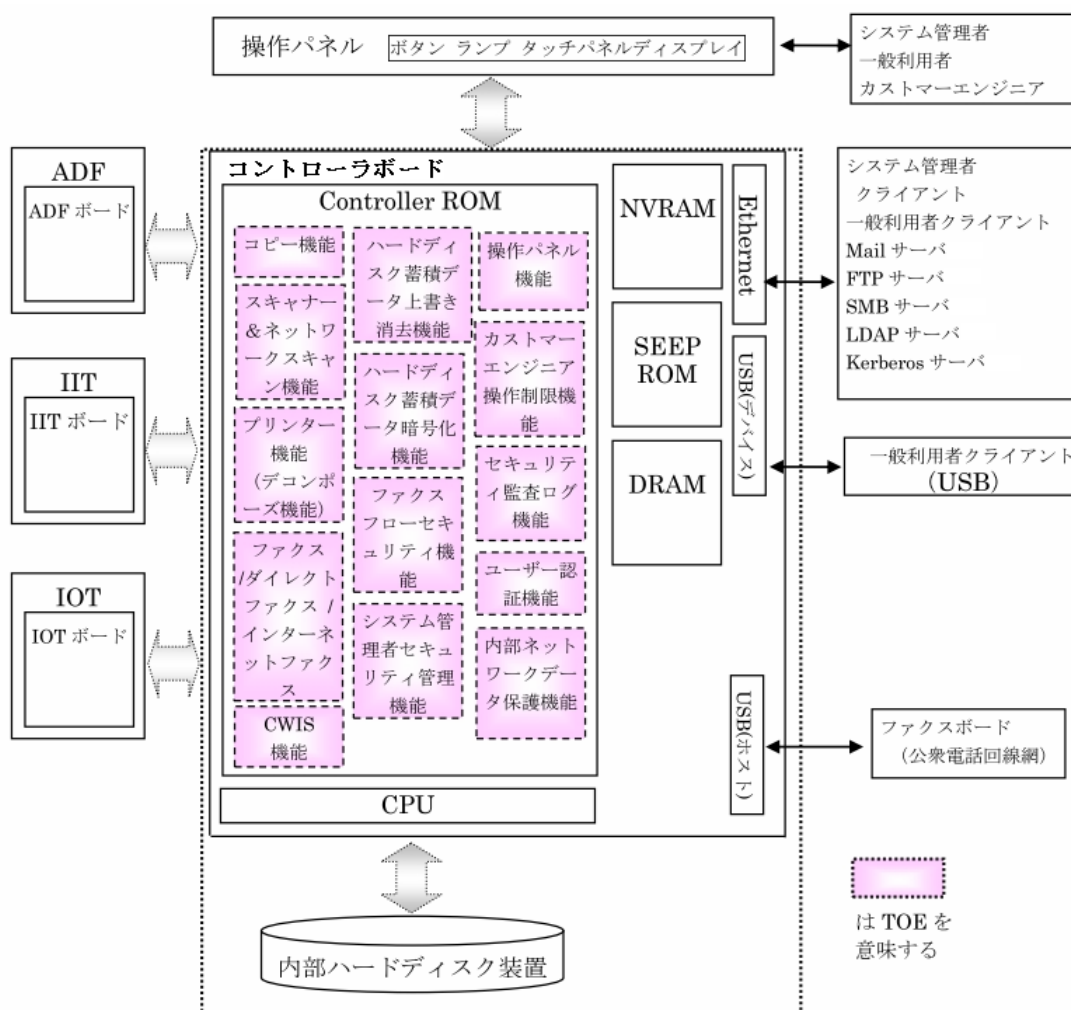 操作パネル
ボタン ランプ タッチパネルディスプレイ
システム管理者
一般利用者
カストマーエンジニア
ADF
ADF ボード
IIT
IIT ボード
IOT
IOT ボード
コントローラボード
Controller ROM
コピー機能
スキャナー
&ネットワ
ークスキャ
ン機能
プリンター
機能
(デコンポ
ーズ機能)
ファクス
/ダイレクト
ファクス /
インターネ
ットファク
ス
CWIS
機能
ハードディ
スク蓄積デ
ータ上書き
消去機能
ハードディ
スク蓄積デ
ータ暗号化
機能
ファクス
フローセキ
ュリティ機
能
システム管
理者セキュ
リティ管理
機能
操作パネル
機能
カストマー
エンジニア
操作制限機
能
セキュリテ
ィ監査ログ
機能
ユーザー認
証機能
内部ネット
ワークデー
タ保護機能
CPU
NVRAM
SEEP
ROM
DRAM
Ethernet
USB(デバイス)
USB(ホスト)
システム管理者
クライアント
一般利用者クライアント
Mail サーバ
FTP サーバ
SMB サーバ
LDAP サーバ
Kerberos サーバ
一般利用者クライアント
(USB)
ファクスボード
(公衆電話回線網)
内部ハードディスク装置
は TOE を
意味する